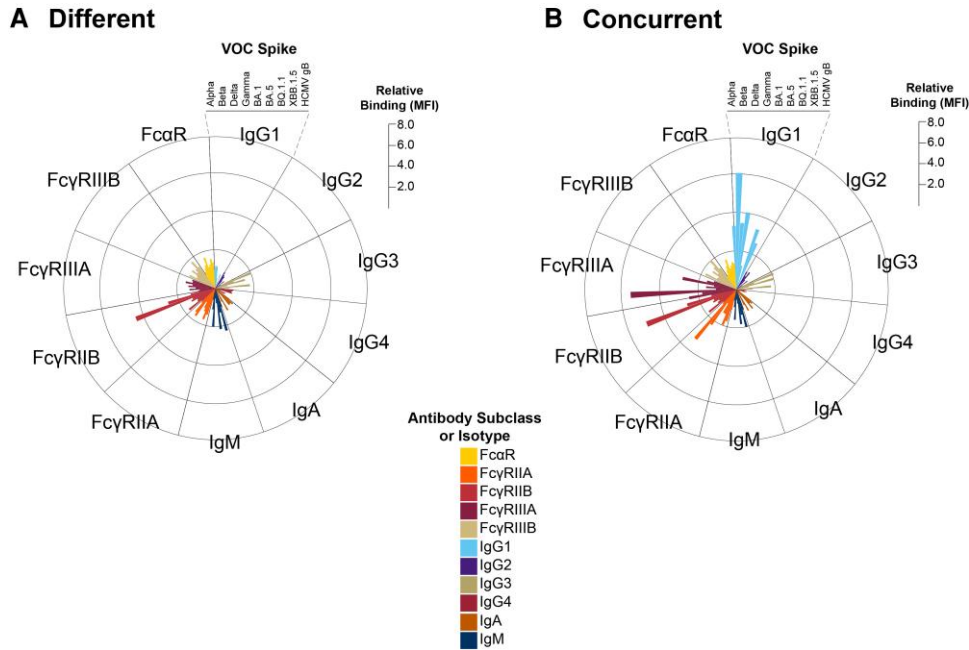 A Different
VOC Spike
Alpha
Beta
Delta
Gamma
BA.1
BA.5
BQ.1.1
XBB.1.5
HCMV gB
Relative
Binding (MFI)
8.0
6.0
4.0
2.0
FcαR
IgG1
IgG2
IgG3
IgG4
IgA
IgM
FcγRIIA
FcγRIIB
FcγRIIIA
FcγRIIIB
B Concurrent
VOC Spike
Alpha
Beta
Delta
Gamma
BA.1
BA.5
BQ.1.1
XBB.1.5
HCMV gB
Relative
Binding (MFI)
8.0
6.0
4.0
2.0
FcαR
IgG1
IgG2
IgG3
IgG4
IgA
IgM
FcγRIIA
FcγRIIB
FcγRIIIA
FcγRIIIB
Antibody Subclass
or Isotype
FcαR
FcγRIIA
FcγRIIB
FcγRIIIA
FcγRIIIB
IgG1
IgG2
IgG3
IgG4
IgA
IgM